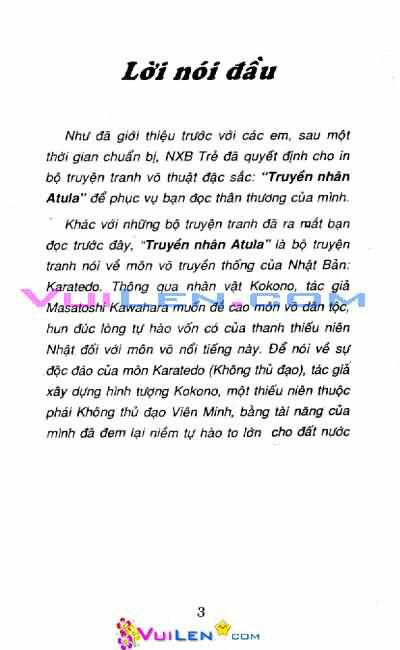 Lời nói đầu
Như đã giới thiệu trước với các em, sau một
thời gian chuẩn bị, NXB Trẻ đã quyết định cho in
bộ truyện tranh võ thuật đặc sắc: “Truyền nhân
Atula” để phục vụ bạn đọc thân thương của mình.
Khác với những bộ truyện tranh đã ra mắt bạn
đọc trước đây, “Truyền nhân Atula” là bộ truyện
tranh nói về môn võ truyền thống của Nhật Bản:
Karatedo. Thông qua nhân vật Kokono, tác giả
VuiLen.com
Masatoshi Kawahara muốn đề cao môn võ dân tộc,
hun đúc lòng tự hào vốn có của thanh thiếu niên
Nhật đối với môn võ nổi tiếng này. Để nói về sự
độc đáo của môn Karatedo (Không thủ đạo), tác giả
xây dựng hình tượng Kokono, một thiếu niên thuộc
phái Không thủ đạo Viên Minh, bằng tài năng của
mình đã đem lại niềm tự hào to lớn cho đất nước
3
VuiLen.com